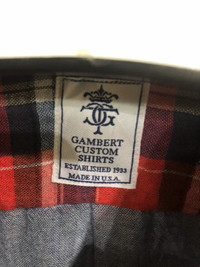 GAMBERT
CUSTOM
SHIRTS
ESTABLISHED 1933
MADE IN U.S.A.